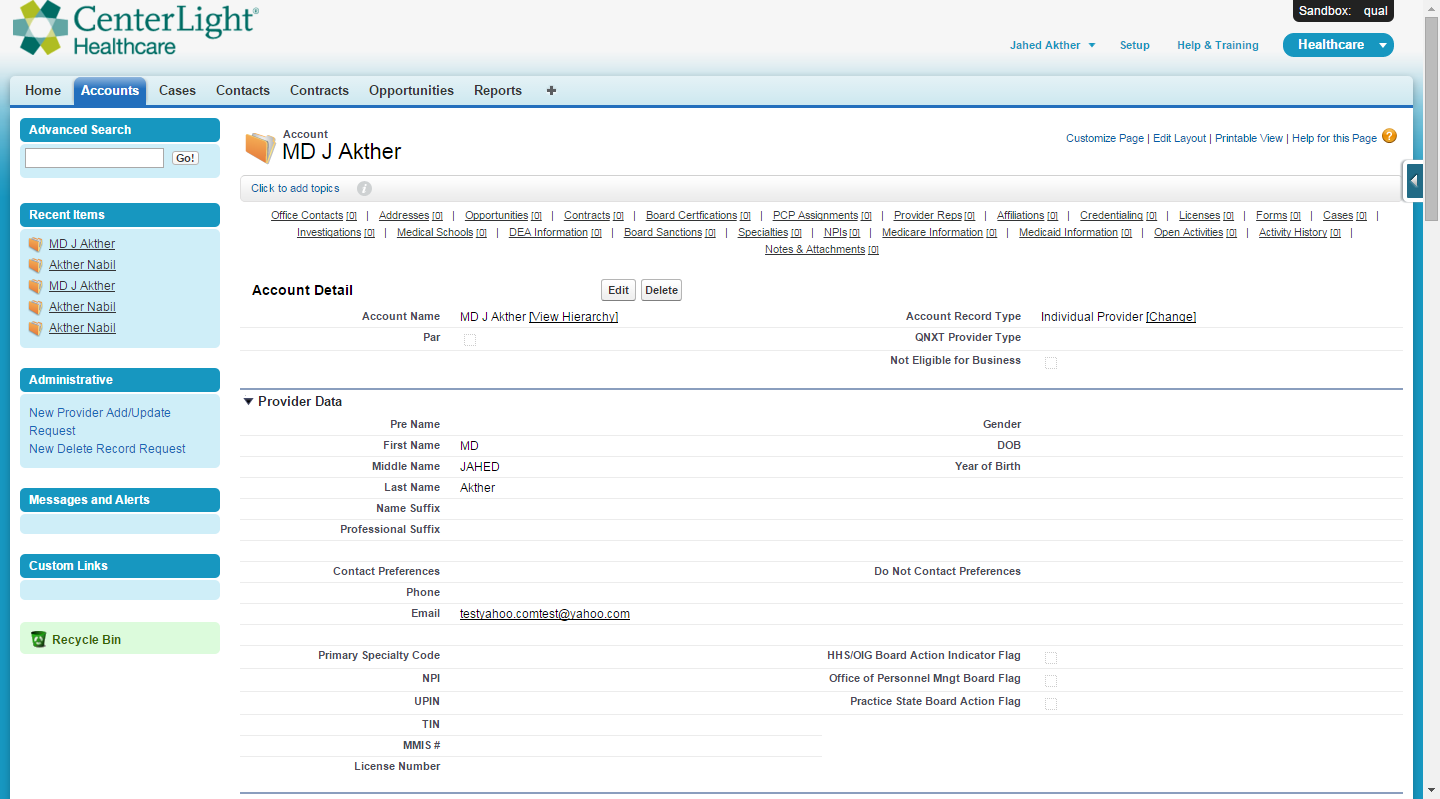 CenterLight®
Healthcare
Sandbox: qual
Jahed Akther Setup Help & Training Healthcare
Home Accounts Cases Contacts Contracts Opportunities Reports +
Advanced Search
Go!
Recent Items
MD J Akther
Akther Nabil
MD J Akther
Akther Nabil
Akther Nabil
Administrative
New Provider Add/Update
Request
New Delete Record Request
Messages and Alerts
Custom Links
Recycle Bin
Account
MD J Akther
Customize Page | Edit Layout | Printable View | Help for this Page ?
Click to add topics i
Office Contacts [0] | Addresses [0] | Opportunities [0] | Contracts [0] | Board Certfications [0] | PCP Assignments [0] | Provider Reps [0] | Affiliations [0] | Credentialing [0] | Licenses [0] | Forms [0] | Cases [0] |
Investigations [0] | Medical Schools [0] | DEA Information [0] | Board Sanctions [0] | Specialties [0] | NPIs [0] | Medicare Information [0] | Medicaid Information [0] | Open Activities [0] | Activity History [0] |
Notes & Attachments [0]
Account Detail Edit Delete
Account Name MD J Akther [View Hierarchy] Account Record Type Individual Provider [Change]
Par QNXT Provider Type
Not Eligible for Business
Provider Data
Pre Name Gender
First Name MD DOB
Middle Name JAHED Year of Birth
Last Name Akther
Name Suffix
Professional Suffix
Contact Preferences Do Not Contact Preferences
Phone
Email testyahoo.comtest@yahoo.com
Primary Specialty Code HHS/OIG Board Action Indicator Flag
NPI Office of Personnel Mngt Board Flag
UPIN Practice State Board Action Flag
TIN
MMIS #
License Number